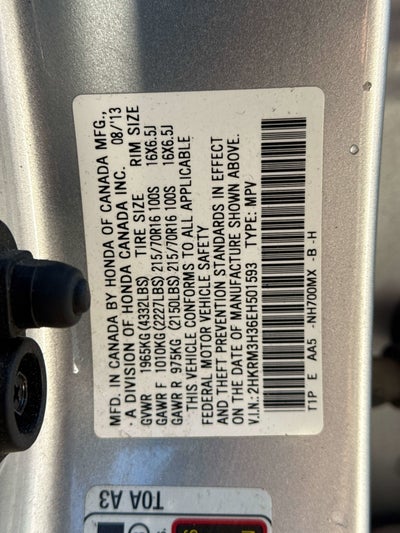 MFD. IN CANADA BY HONDA OF CANADA MFG.,
· A DIVISION OF HONDA CANADA INC. 08/'13
TIRE SIZE RIM SIZE
GVWR 1965KG (4332LBS)
GAWR F 1010KG (2227LBS) 215/70R16 100S 16X6.5J
GAWR R 975KG (2150LBS) 215/70R16 100S 16X6.5J
THIS VEHICLE CONFORMS TO ALL APPLICABLE
FEDERAL MOTOR VEHICLE SAFETY
AND THEFT PREVENTION STANDARDS IN EFFECT
ON THE DATE OF MANUFACTURE SHOWN ABOVE.
V.I.N.: 2HKRM3H36EH501593 TYPE: MPV
T1P E AA5 -NH700MX -B -H
T0A A3